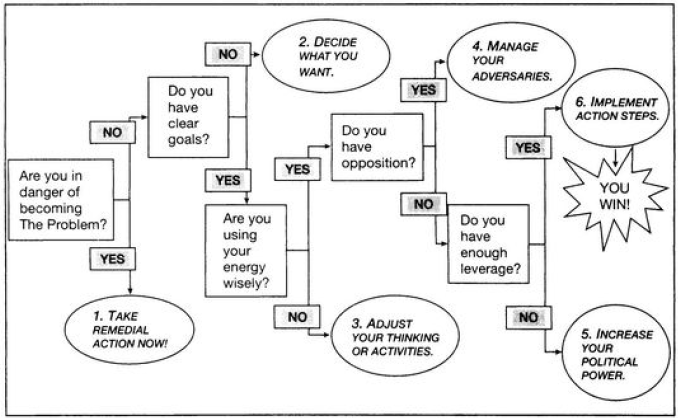 Are you in
danger of
becoming
The Problem?
NO
YES
1. TAKE
REMEDIAL
ACTION NOW!
Do you
have
clear
goals?
NO
2. DECIDE
WHAT YOU
WANT.
YES
Are you
using
your
energy
wisely?
YES
NO
3. ADJUST
YOUR THINKING
OR ACTIVITIES.
Do you
have
opposition?
YES
4. MANAGE
YOUR
ADVERSARIES.
NO
Do you
have
enough
leverage?
YES
6. IMPLEMENT
ACTION STEPS.
YOU
WIN!
NO
5. INCREASE
YOUR
POLITICAL
POWER.